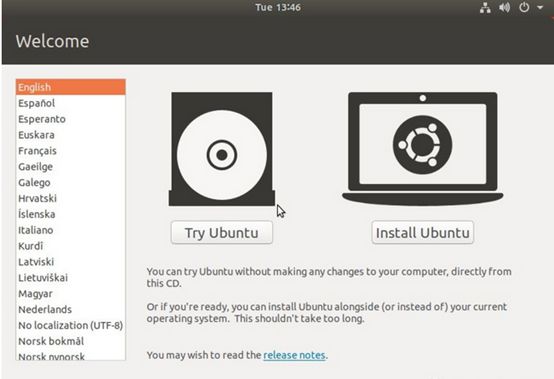 Tue 13:46
Welcome
English
Español
Esperanto
Euskara
Français
Gaeilge
Galego
Hrvatski
Íslenska
Italiano
Kurdî
Latviski
Lietuviškai
Magyar
Nederlands
No localization (UTF-8)
Norsk bokmål
Norsk nynorsk
Try Ubuntu
Install Ubuntu
You can try Ubuntu without making any changes to your computer, directly from
this CD.
Or if you're ready, you can install Ubuntu alongside (or instead of) your current
operating system. This shouldn't take too long.
You may wish to read the release notes.